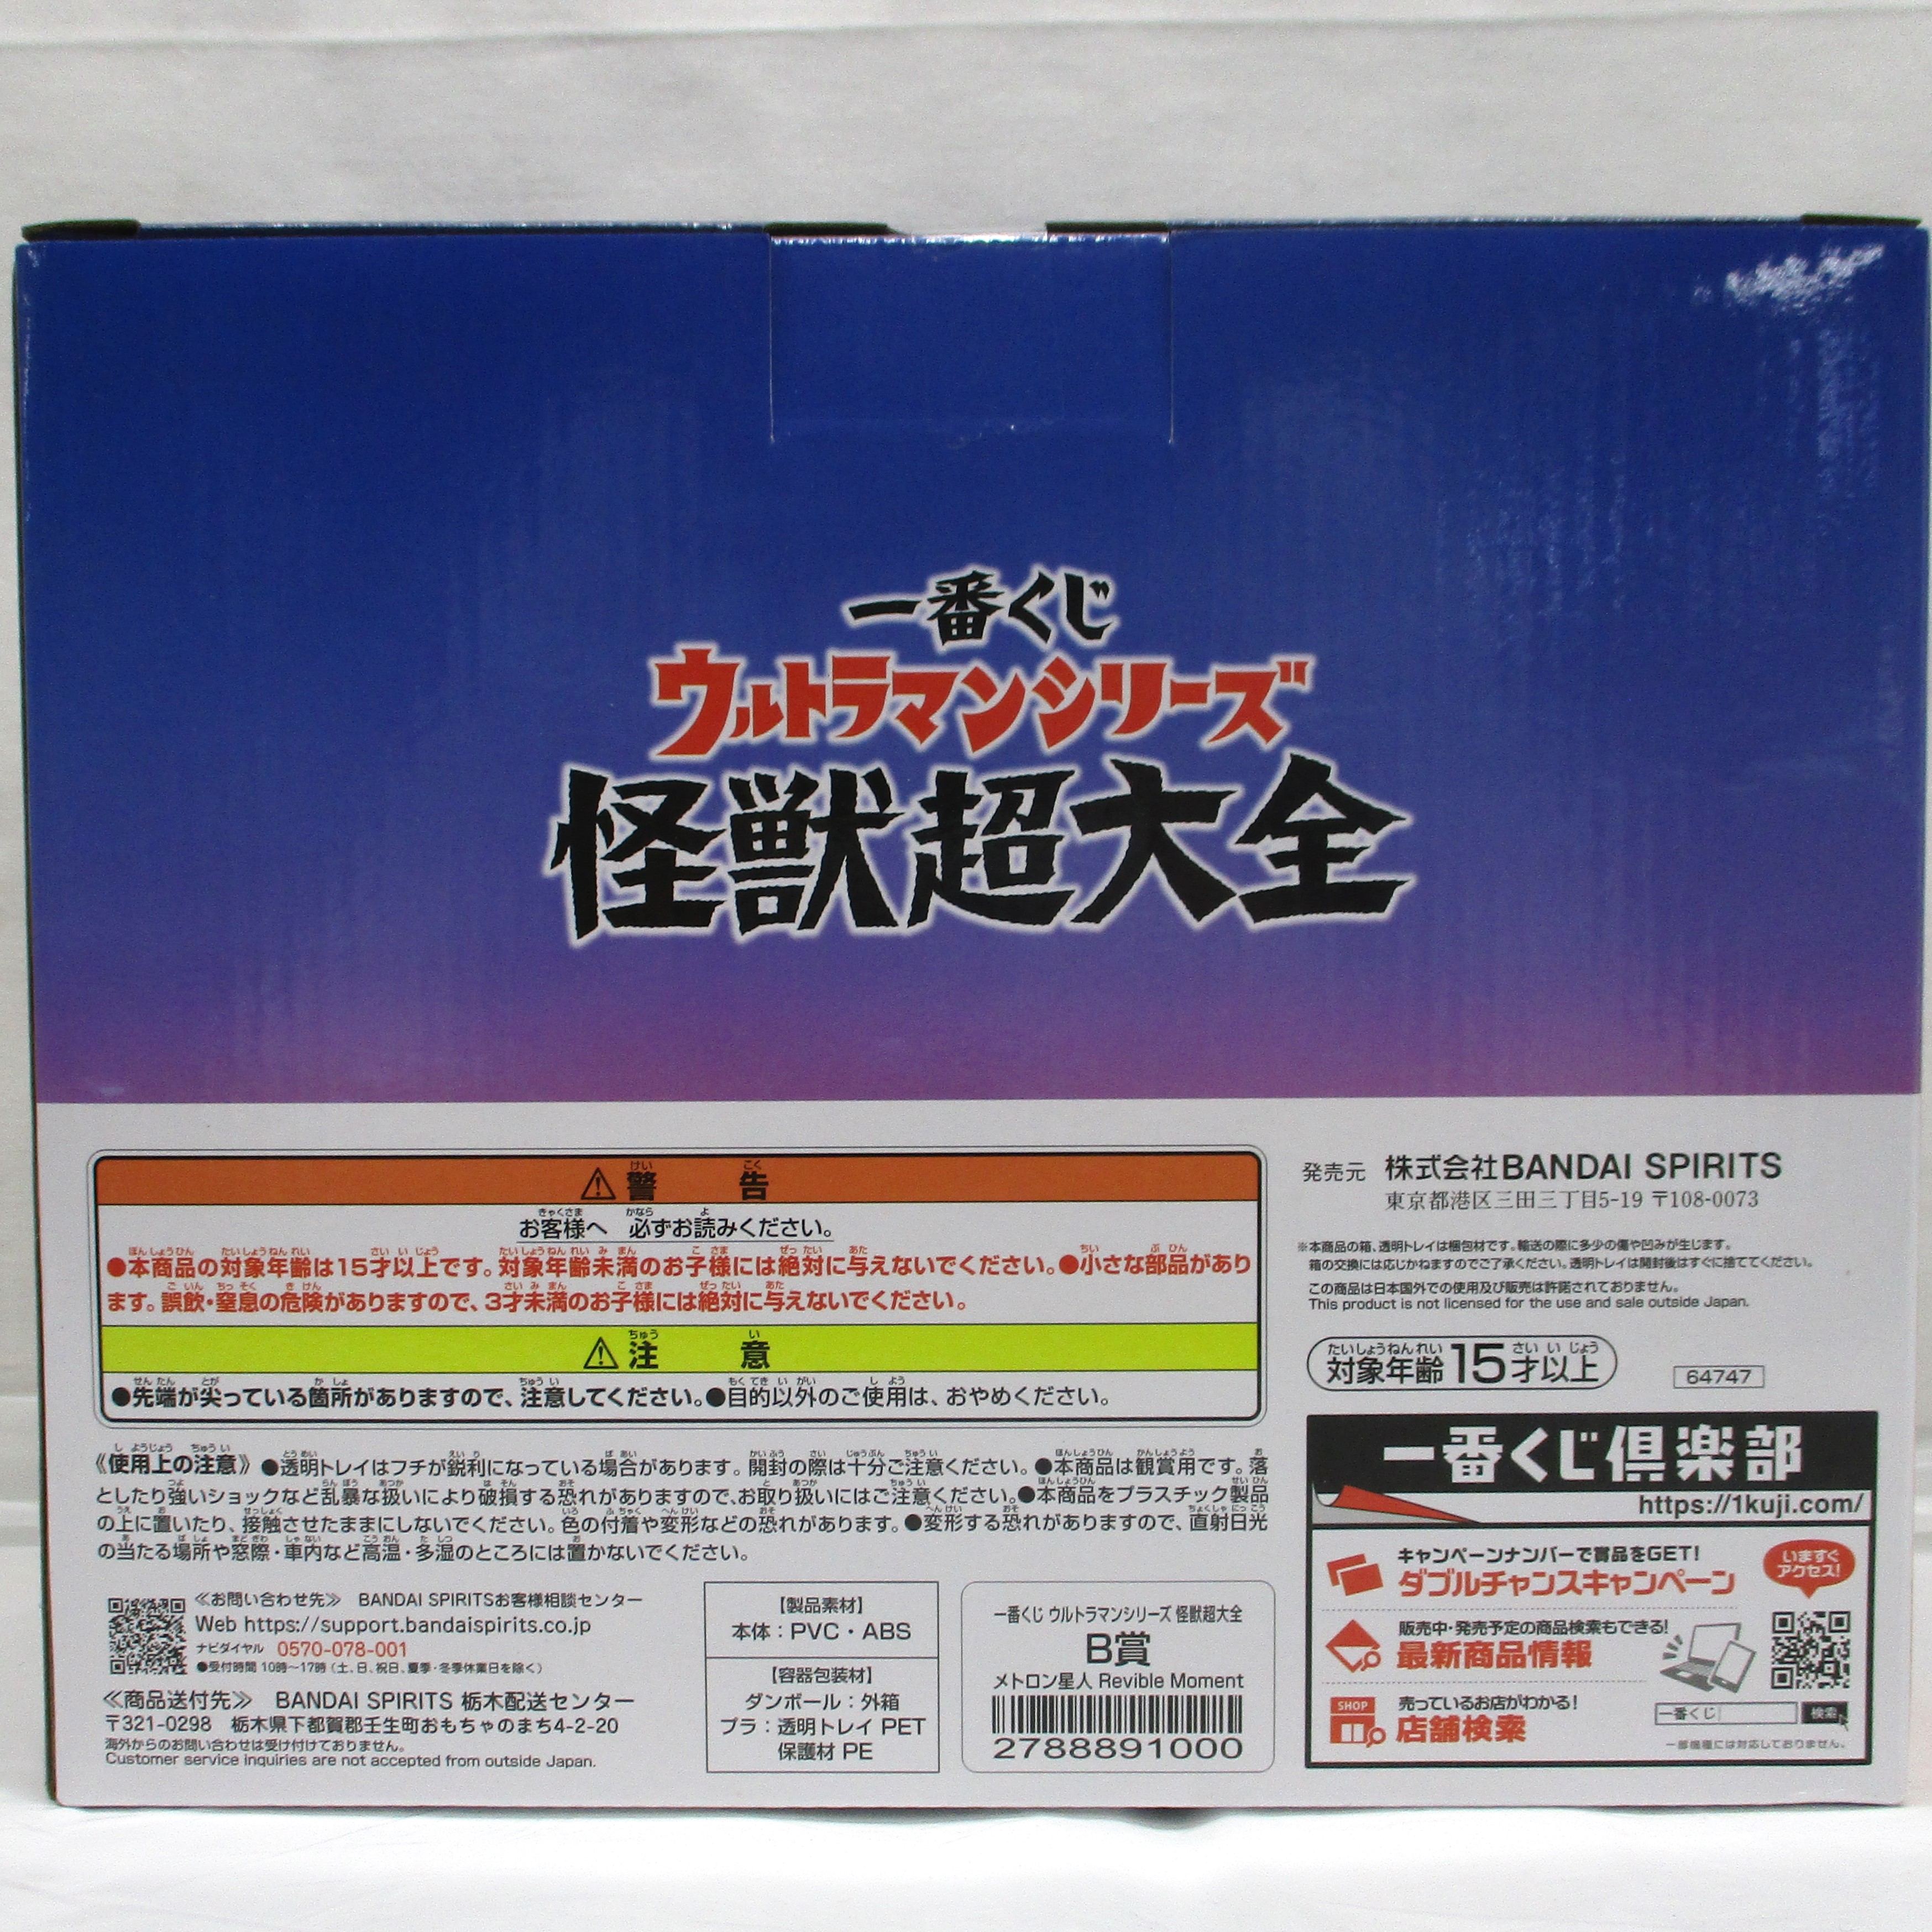 一番くじ
ウルトラマンシリーズ
怪獣超大全
警告
お客様へ 必ずお読みください。
●本商品の対象年齢は15才以上です。対象年齢未満のお子様には絶対に与えないでください。●小さな部品があり
ます。誤飲・窒息の危険がありますので、3才未満のお子様には絶対に与えないでください。
注意
●先端が尖っている箇所がありますので、注意してください。●目的以外のご使用は、おやめください。
《使用上の注意》●透明トレイはフチが鋭利になっている場合があります。開封の際は十分ご注意ください。●本商品は観賞用です。落
としたり強いショックなど乱暴な扱いにより破損する恐れがありますので、お取り扱いにはご注意ください。●本商品をプラスチック製品
の上に置いたり、接触させたままにしないでください。色の付着や変形などの恐れがあります。●変形する恐れがありますので、直射日光
の当たる場所や窓際・車内など高温・多湿のところには置かないでください。
≪お問い合わせ先≫ BANDAI SPIRITSお客様相談センター
Web https://support.bandaispirits.co.jp
ナビダイヤル 0570-078-001
●受付時間 10時〜17時(土、日、祝日、夏季・冬季休業日を除く)
≪商品送付先≫ BANDAI SPIRITS 栃木配送センター
〒321-0298 栃木県下都賀郡壬生町おもちゃのまち4-2-20
海外からのお問い合わせは受け付けておりません。
Customer service inquiries are not accepted from outside Japan.
【製品素材】
本体：PVC・ABS
【容器包装材】
ダンボール：外箱
プラ：透明トレイ PET
保護材 PE
一番くじ ウルトラマンシリーズ 怪獣超大全
B賞
メトロン星人 Revible Moment
2788891000
発売元 株式会社BANDAI SPIRITS
東京都港区三田三丁目5-19 〒108-0073
※本商品の箱、透明トレイは梱包材です。輸送の際に多少の傷や凹みが生じます。
箱の交換には応じかねますのでご了承ください。透明トレイは開封後はすぐに捨ててください。
この商品は日本国外での使用及び販売は許諾されておりません。
This product is not licensed for the use and sale outside Japan.
対象年齢15才以上
64747
一番くじ倶楽部
https://1kuji.com/
キャンペーンナンバーで賞品をGET!
ダブルチャンスキャンペーン
いますぐ
アクセス!
販売中・発売予定の商品検索もできる!
最新商品情報
SHOP
売っているお店がわかる!
店舗検索
一番くじ 検索
一部機種には対応しておりません。